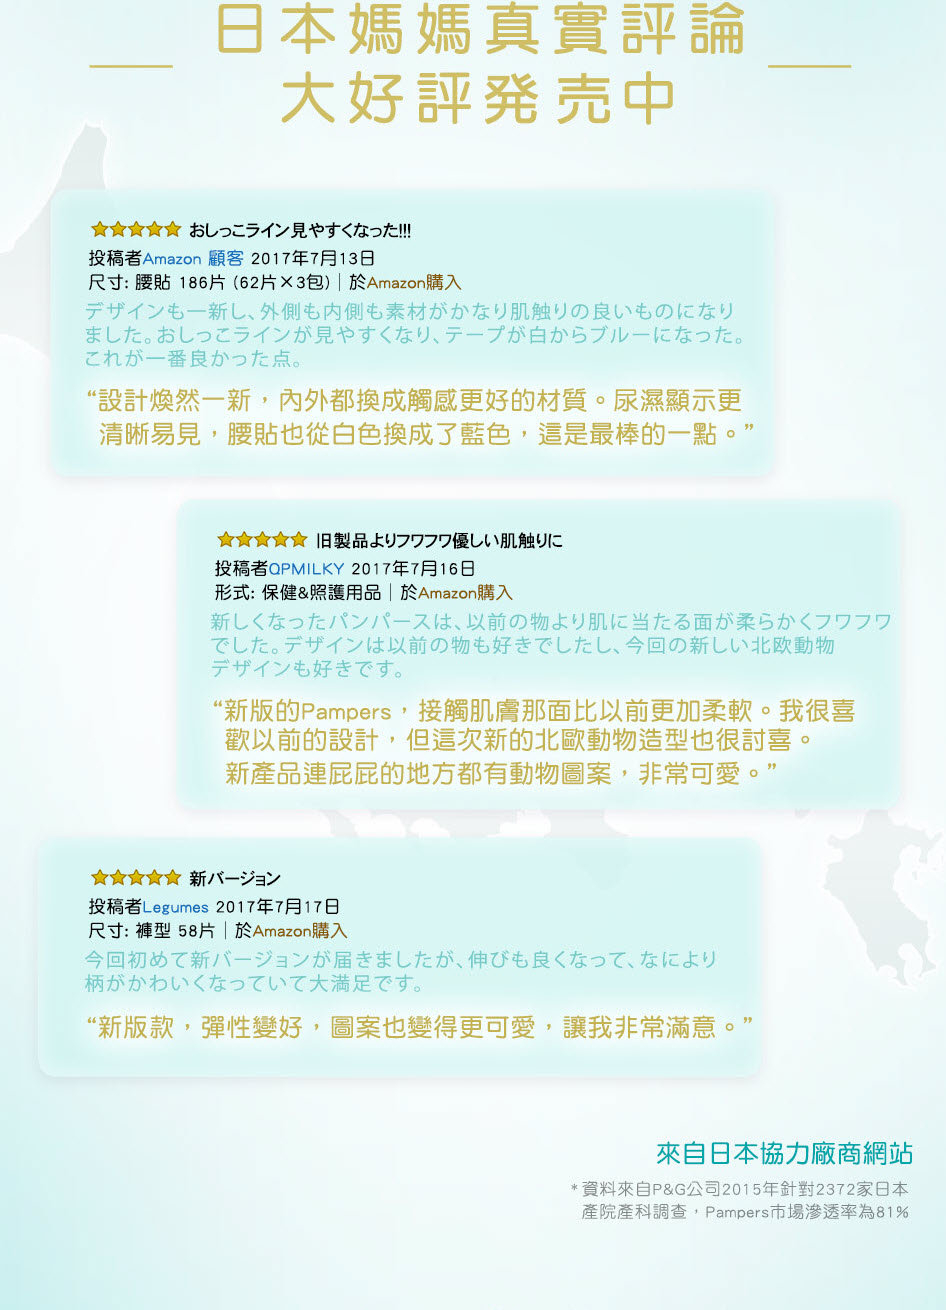 日本媽媽真實評論
大好評発売中
おしっこライン見やすくなった!!!
投稿者Amazon 顧客 2017年7月13日
尺寸: 腰貼 186片 (62片×3包)｜於Amazon購入
デザインも一新し、外側も内側も素材がかなり肌触りの良いものになり
ました。おしっこラインが見やすくなり、テープが白からブルーになった。
これが一番良かった点。
“設計煥然一新，內外都換成觸感更好的材質。尿濕顯示更
清晰易見，腰貼也從白色換成了藍色，這是最棒的一點。”
旧製品よりフワフワ優しい肌触りに
投稿者QPMILKY 2017年7月16日
形式: 保健&照護用品｜於Amazon購入
新しくなったパンパースは、以前の物より肌に当たる面が柔らかくフワフワ
でした。デザインは以前の物も好きでしたし、今回の新しい北欧動物
デザインも好きです。
“新版的Pampers，接觸肌膚那面比以前更加柔軟。我很喜
歡以前的設計，但這次新的北歐動物造型也很討喜。
新產品連屁屁的地方都有動物圖案，非常可愛。”
新バージョン
投稿者Legumes 2017年7月17日
尺寸: 褲型 58片｜於Amazon購入
今回初めて新バージョンが届きましたが、伸びも良くなって、なにより
柄がかわいくなっていて大満足です。
“新版款，彈性變好，圖案也變得更可愛，讓我非常滿意。”
來自日本協力廠商網站
*資料來自P&G公司2015年針對2372家日本
產院產科調查，Pampers市場滲透率為81%